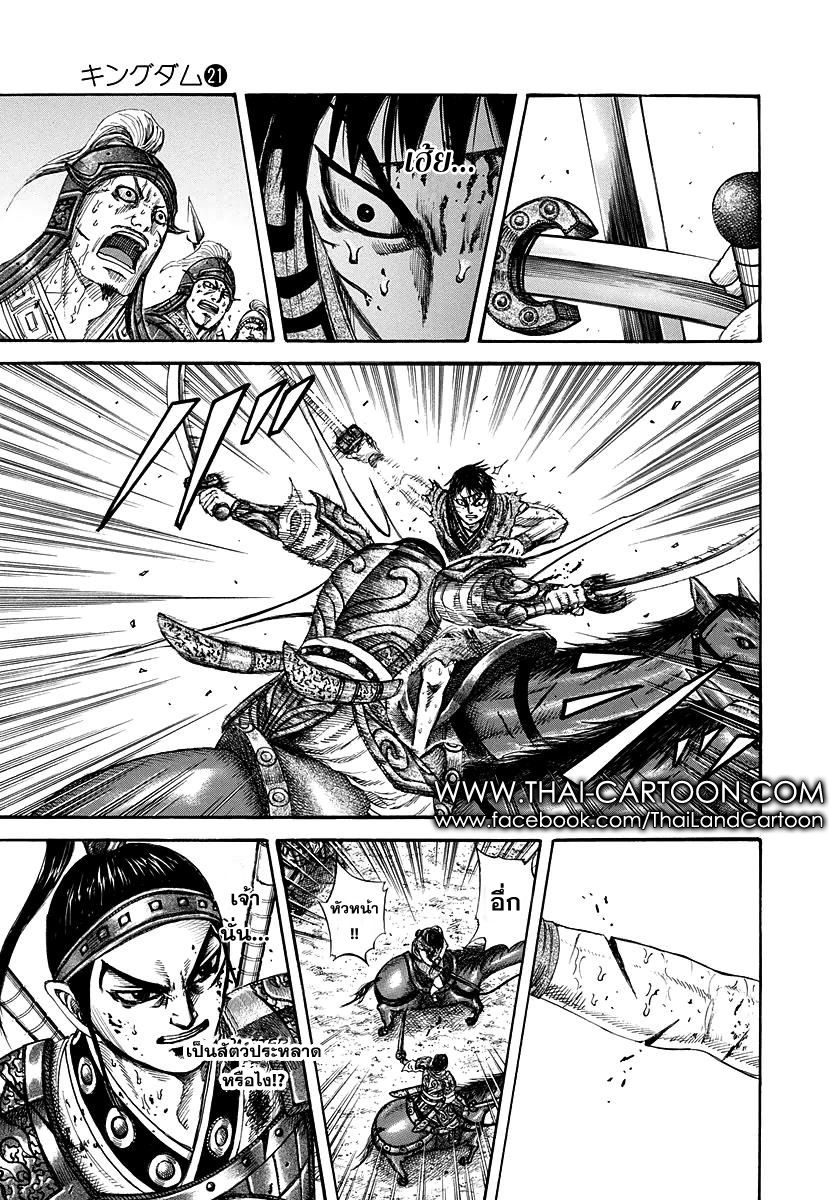 キングダム21
เฮ้ย...
ガガ
WWW.THAI-CARTOON.COM
www.facebook.com/ThaiLandCartoon
อึ่ก
หัวหน้า
!!
เจ้า
นั่น...
เป็นสัตว์ประหลาด
หรือไง!?